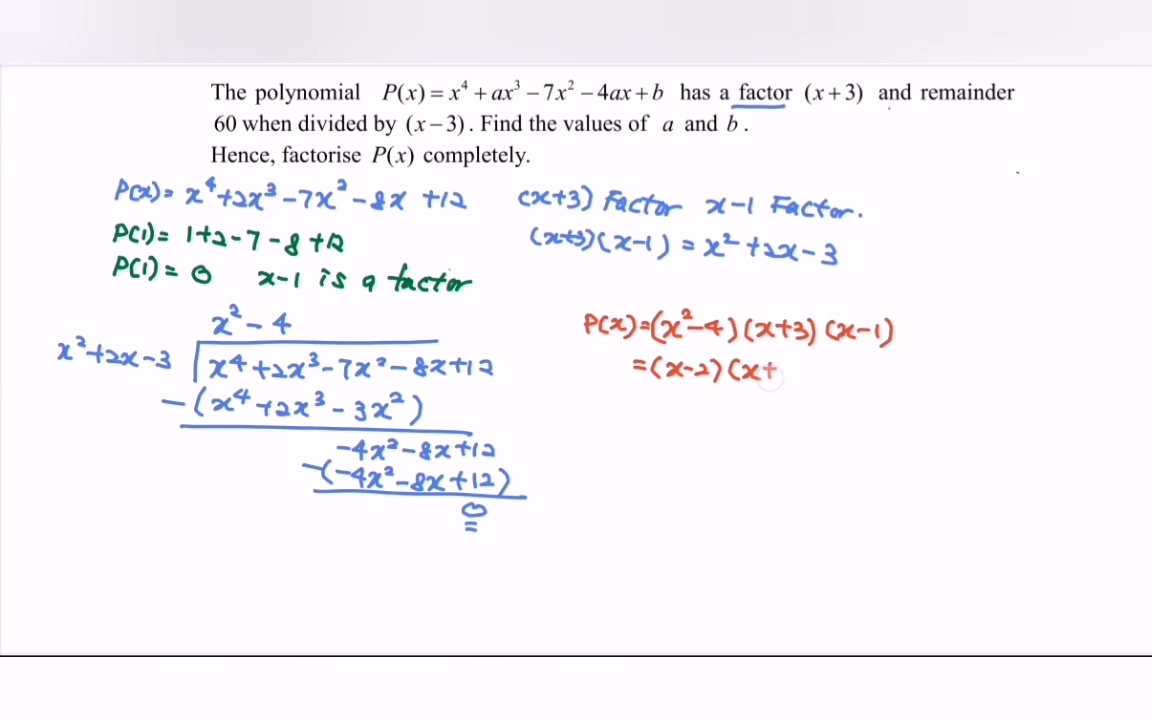 The polynomial P(x) = x⁴ + ax³ − 7x² − 4ax + b has a factor (x + 3) and remainder
60 when divided by (x − 3). Find the values of a and b.
Hence, factorise P(x) completely.
P(x) = x⁴ + 2x³ − 7x² − 8x + 12
P(1) = 1 + 2 − 7 − 8 + 12
P(1) = 0 x − 1 is a factor
(x+3) Factor x−1 Factor.
(x+3)(x−1) = x² + 2x − 3
x² − 4
x² + 2x − 3 x⁴ + 2x³ − 7x² − 8x + 12
−(x⁴ + 2x³ − 3x²)
−4x² − 8x + 12
−(−4x² − 8x + 12)
0
P(x) = (x² − 4)(x+3)(x−1)
= (x−2)(x+